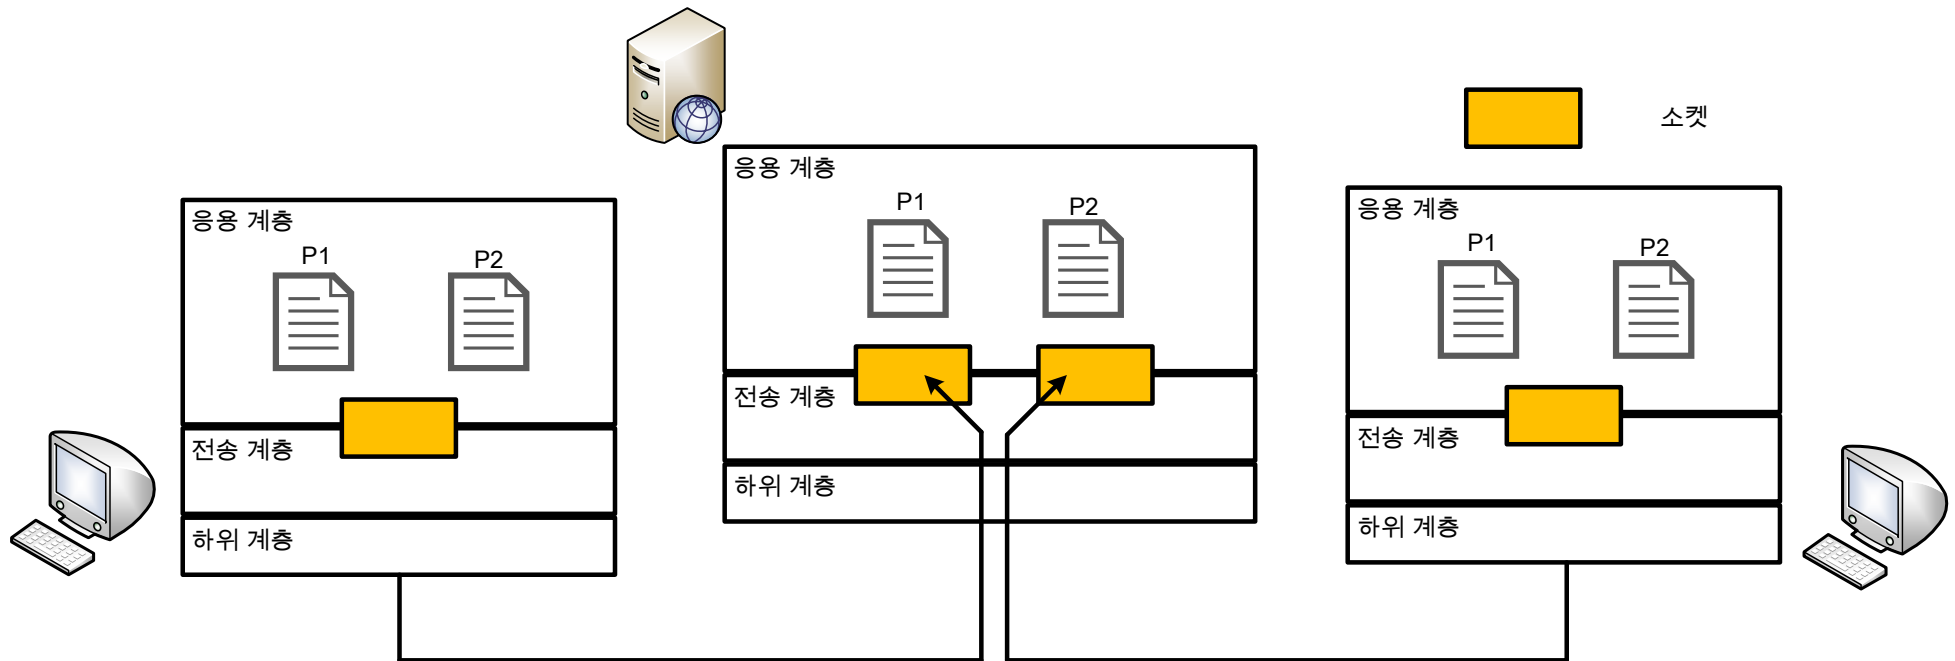 소켓
응용 계층
P1
P2
전송 계층
하위 계층
응용 계층
P1
P2
전송 계층
하위 계층
응용 계층
P1
P2
전송 계층
하위 계층